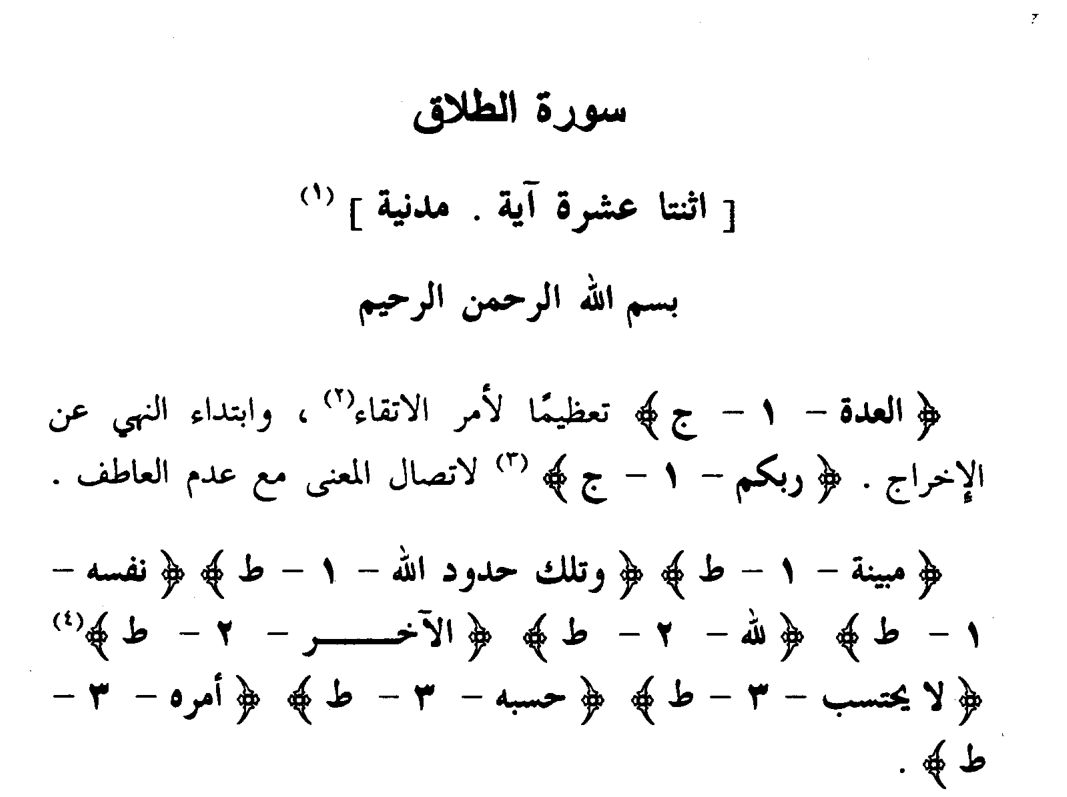 سورة الطلاق
[ اثنتا عشرة آية . مدنية ] (١)
بسم الله الرحمن الرحيم
﴿ العدة – ١ – ج ﴾ تعظيمًا لأمر الاتقاء(٢) ، وابتداء النهي عن
الإخراج . ﴿ ربكم – ١ – ج ﴾ (٣) لاتصال المعنى مع عدم العاطف .
﴿ مبينة – ١ – ط ﴾ ﴿ وتلك حدود الله – ١ – ط ﴾ ﴿ نفسه –
١ – ط ﴾ ﴿ لله – ٢ – ط ﴾ ﴿ الآخــــــر – ٢ – ط ﴾(٤)
﴿ لا يحتسب – ٣ – ط ﴾ ﴿ حسبه – ٣ – ط ﴾ ﴿ أمره – ٣ –
ط ﴾ .